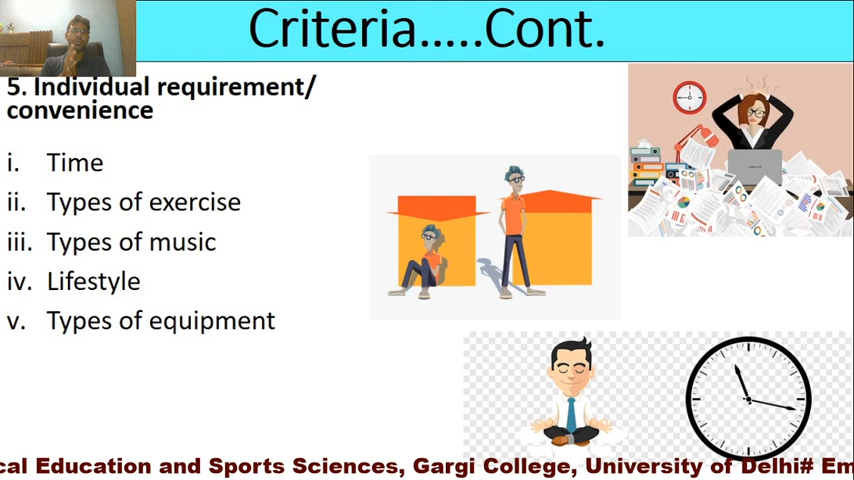 Criteria.....Cont.
5. Individual requirement/
convenience
i. Time
ii. Types of exercise
iii. Types of music
iv. Lifestyle
v. Types of equipment
cal Education and Sports Sciences, Gargi College, University of Delhi# Em